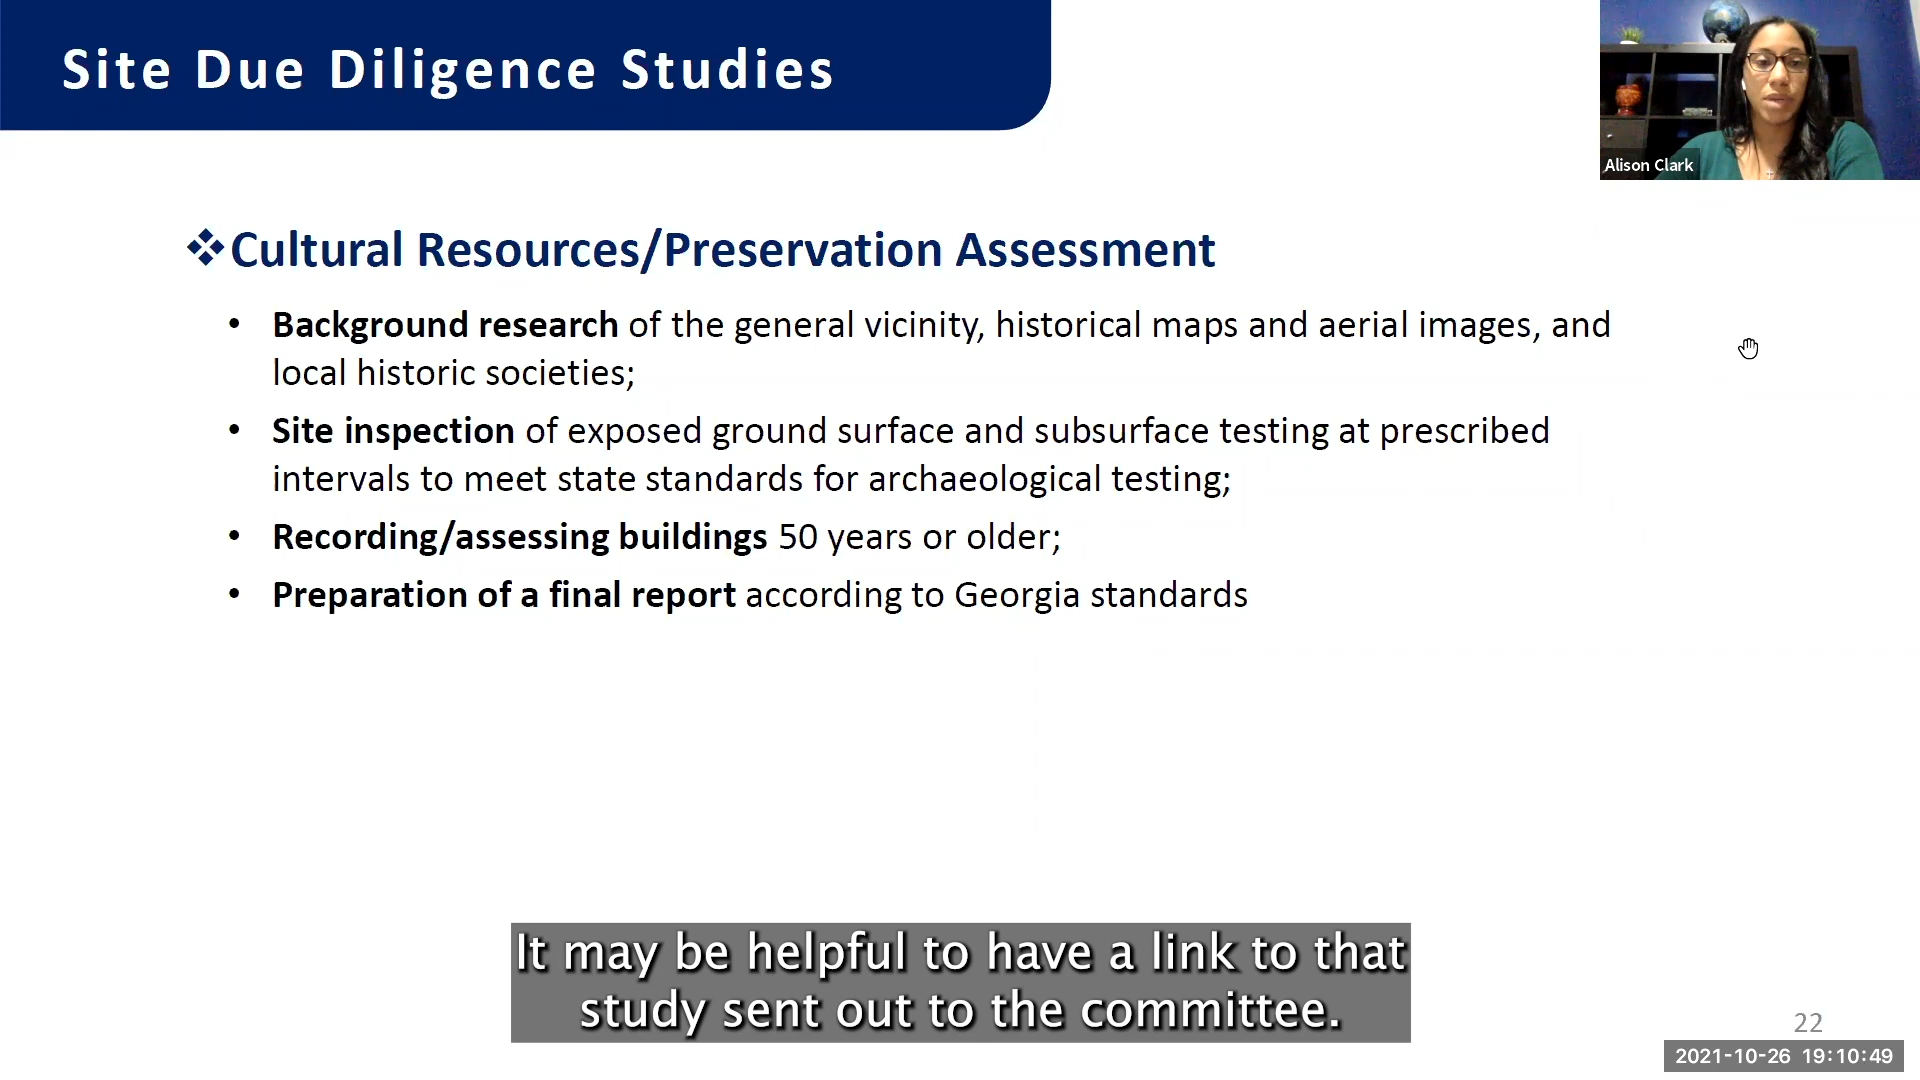 Site Due Diligence Studies
Alison Clark
❖Cultural Resources/Preservation Assessment
• Background research of the general vicinity, historical maps and aerial images, and
local historic societies;
• Site inspection of exposed ground surface and subsurface testing at prescribed
intervals to meet state standards for archaeological testing;
• Recording/assessing buildings 50 years or older;
• Preparation of a final report according to Georgia standards
It may be helpful to have a link to that
study sent out to the committee.
22
2021-10-26 19:10:49